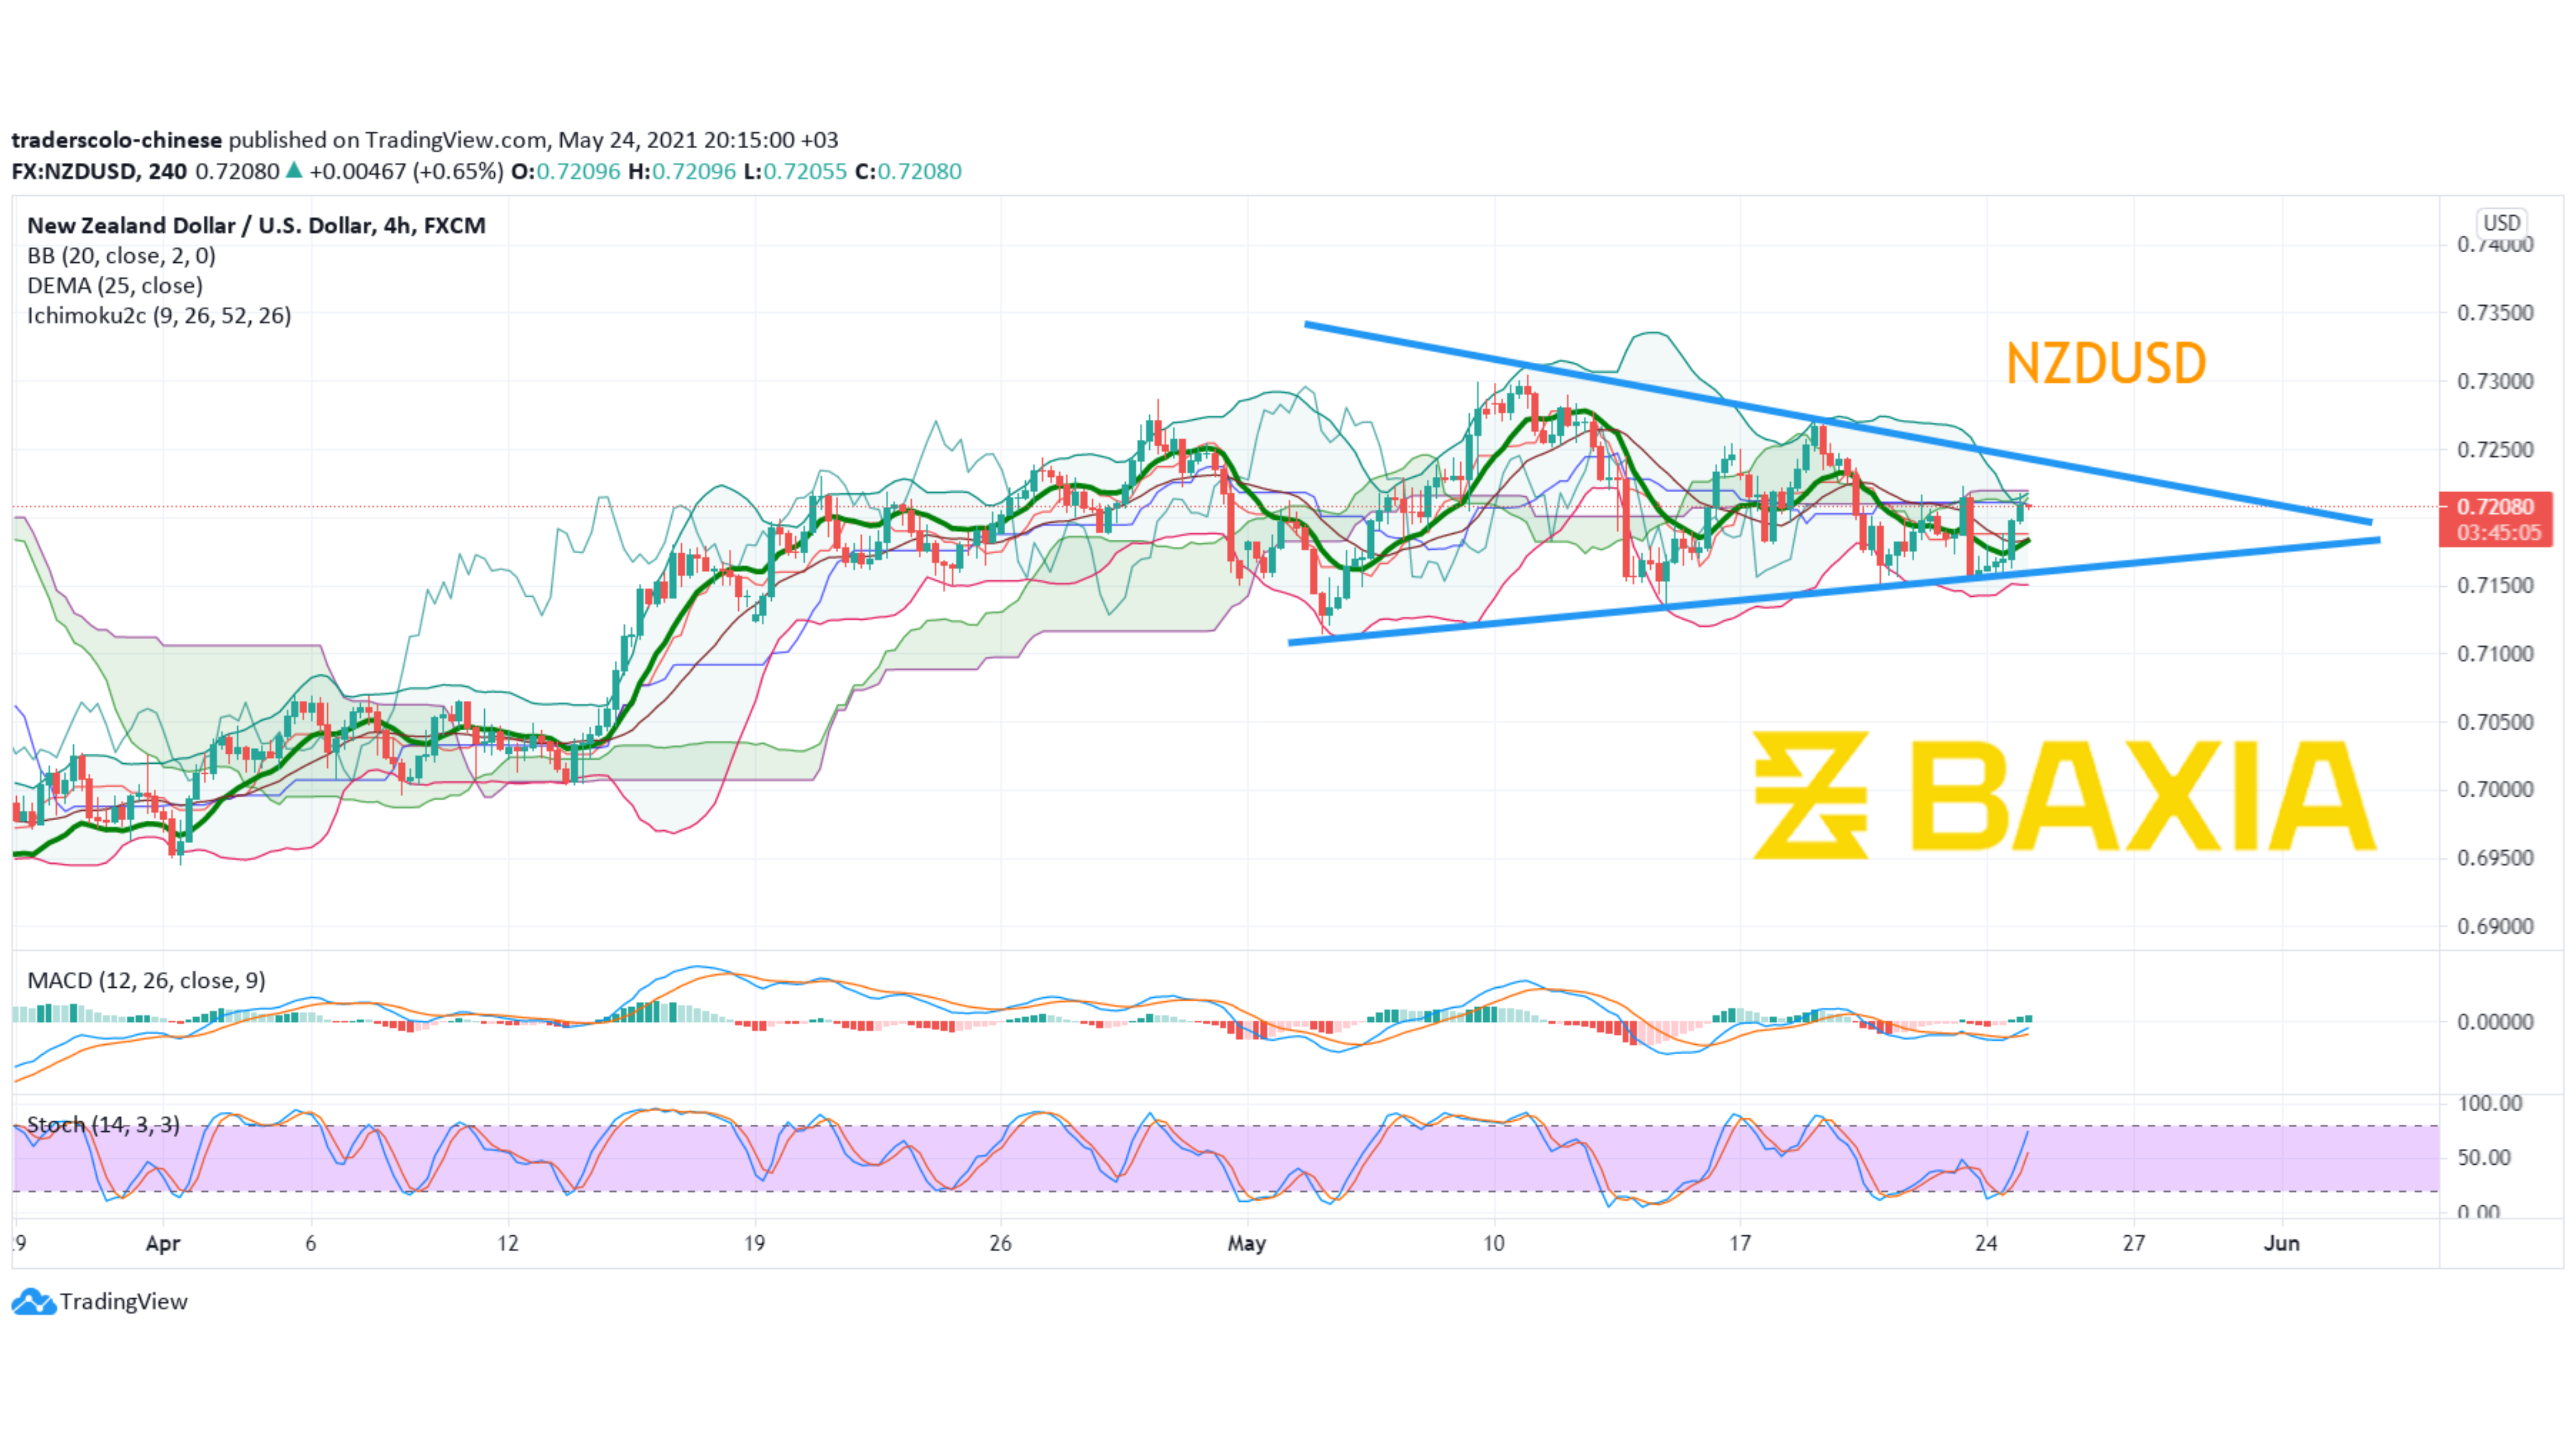 traderscolo-chinese published on TradingView.com, May 24, 2021 20:15:00 +03
FX:NZDUSD, 240 0.72080 ▲ +0.00467 (+0.65%) O:0.72096 H:0.72096 L:0.72055 C:0.72080
New Zealand Dollar / U.S. Dollar, 4h, FXCM
BB (20, close, 2, 0)
DEMA (25, close)
Ichimoku2c (9, 26, 52, 26)
USD
0.74000
0.73500
NZDUSD
0.73000
0.72500
0.72080
03:45:05
0.71500
0.71000
0.70500
BAXIA
0.70000
0.69500
0.69000
MACD (12, 26, close, 9)
0.00000
100.00
Stoch (14, 3, 3)
50.00
0.00
29 Apr 6 12 19 26 May 10 17 24 27 Jun
TradingView